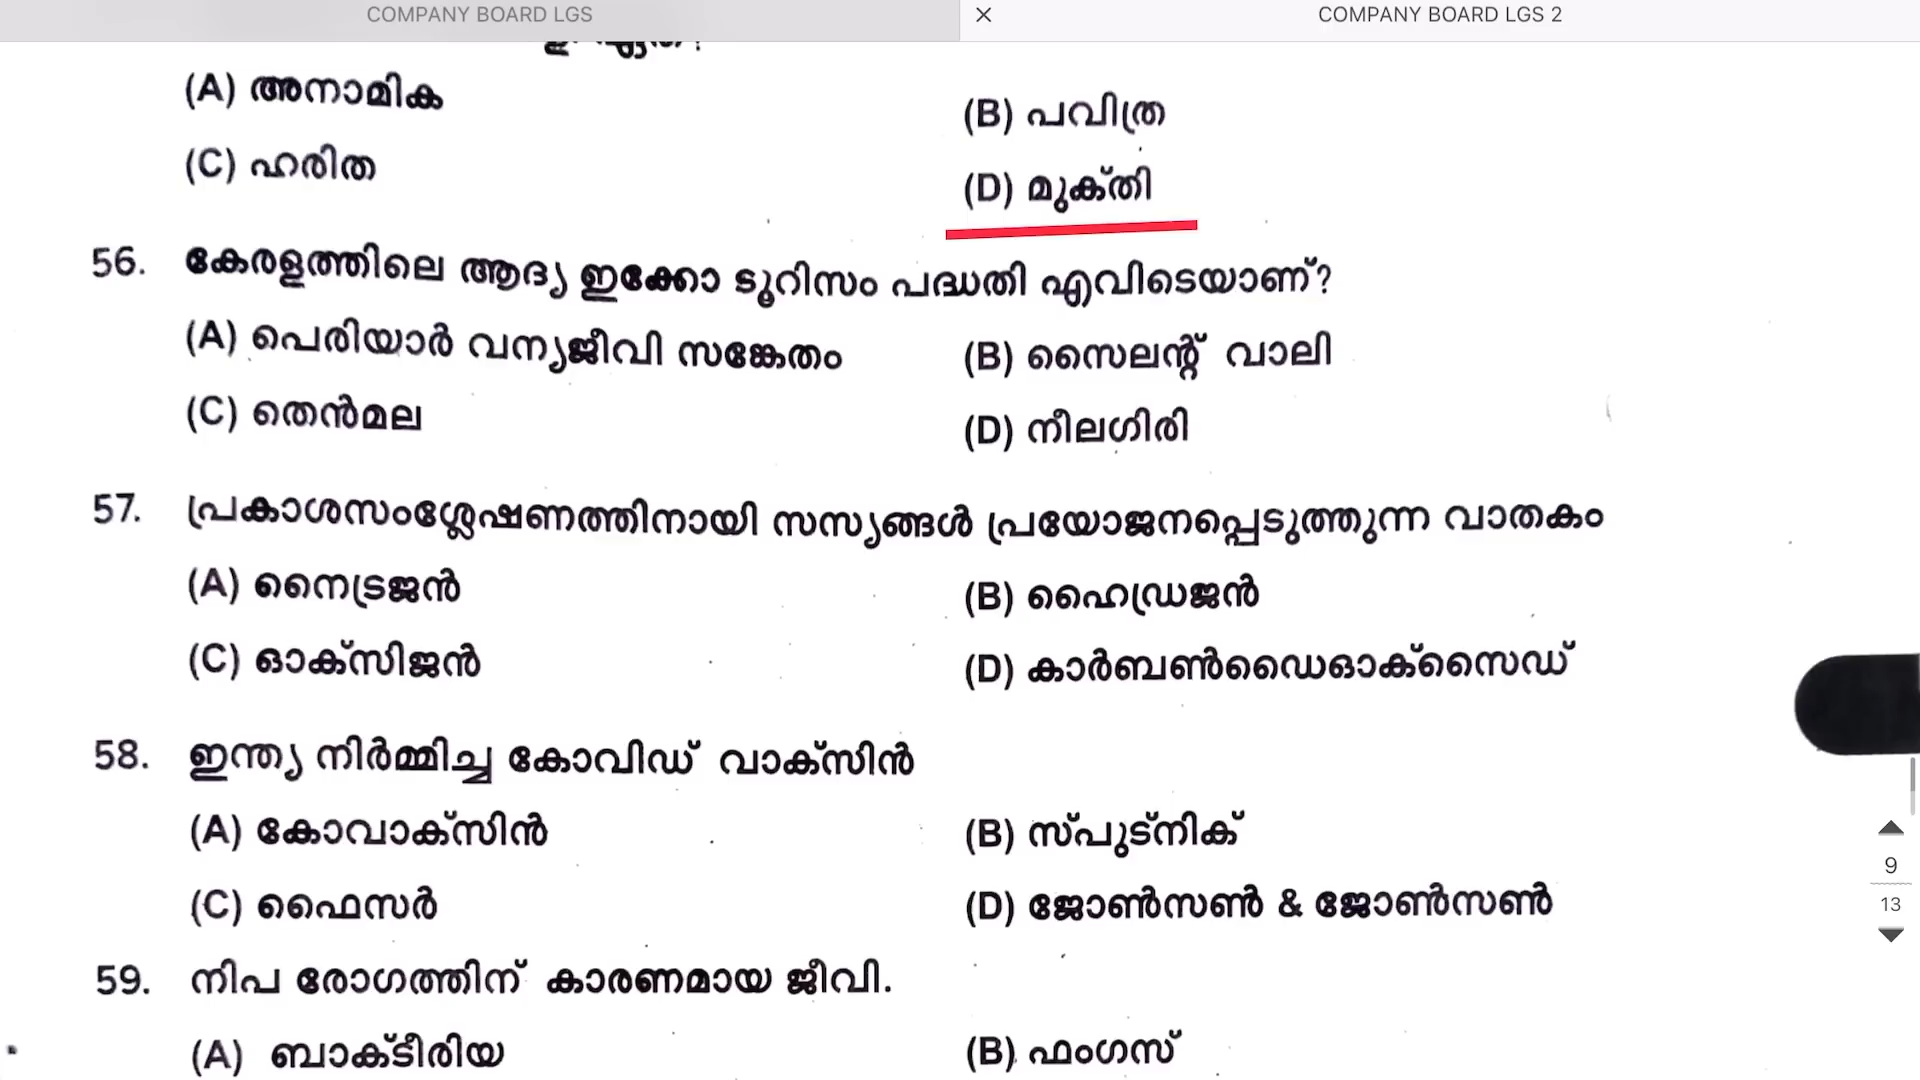 COMPANY BOARD LGS
COMPANY BOARD LGS 2
(A) അനാമിക
(B) പവിത്ര
(C) ഹരിത
(D) മുക്തി
56. കേരളത്തിലെ ആദ്യ ഇക്കോ ടൂറിസം പദ്ധതി എവിടെയാണ്?
(A) പെരിയാർ വന്യജീവി സങ്കേതം
(B) സൈലന്റ് വാലി
(C) തെൻമല
(D) നീലഗിരി
57. പ്രകാശസംശ്ലേഷണത്തിനായി സസ്യങ്ങൾ പ്രയോജനപ്പെടുത്തുന്ന വാതകം
(A) നൈട്രജൻ
(B) ഹൈഡ്രജൻ
(C) ഓക്സിജൻ
(D) കാർബൺഡൈഓക്സൈഡ്
58. ഇന്ത്യ നിർമ്മിച്ച കോവിഡ് വാക്സിൻ
(A) കോവാക്സിൻ
(B) സ്പുട്നിക്
(C) ഫൈസർ
(D) ജോൺസൺ & ജോൺസൺ
9
13
59. നിപ രോഗത്തിന് കാരണമായ ജീവി.
(A) ബാക്ടീരിയ
(B) ഫംഗസ്